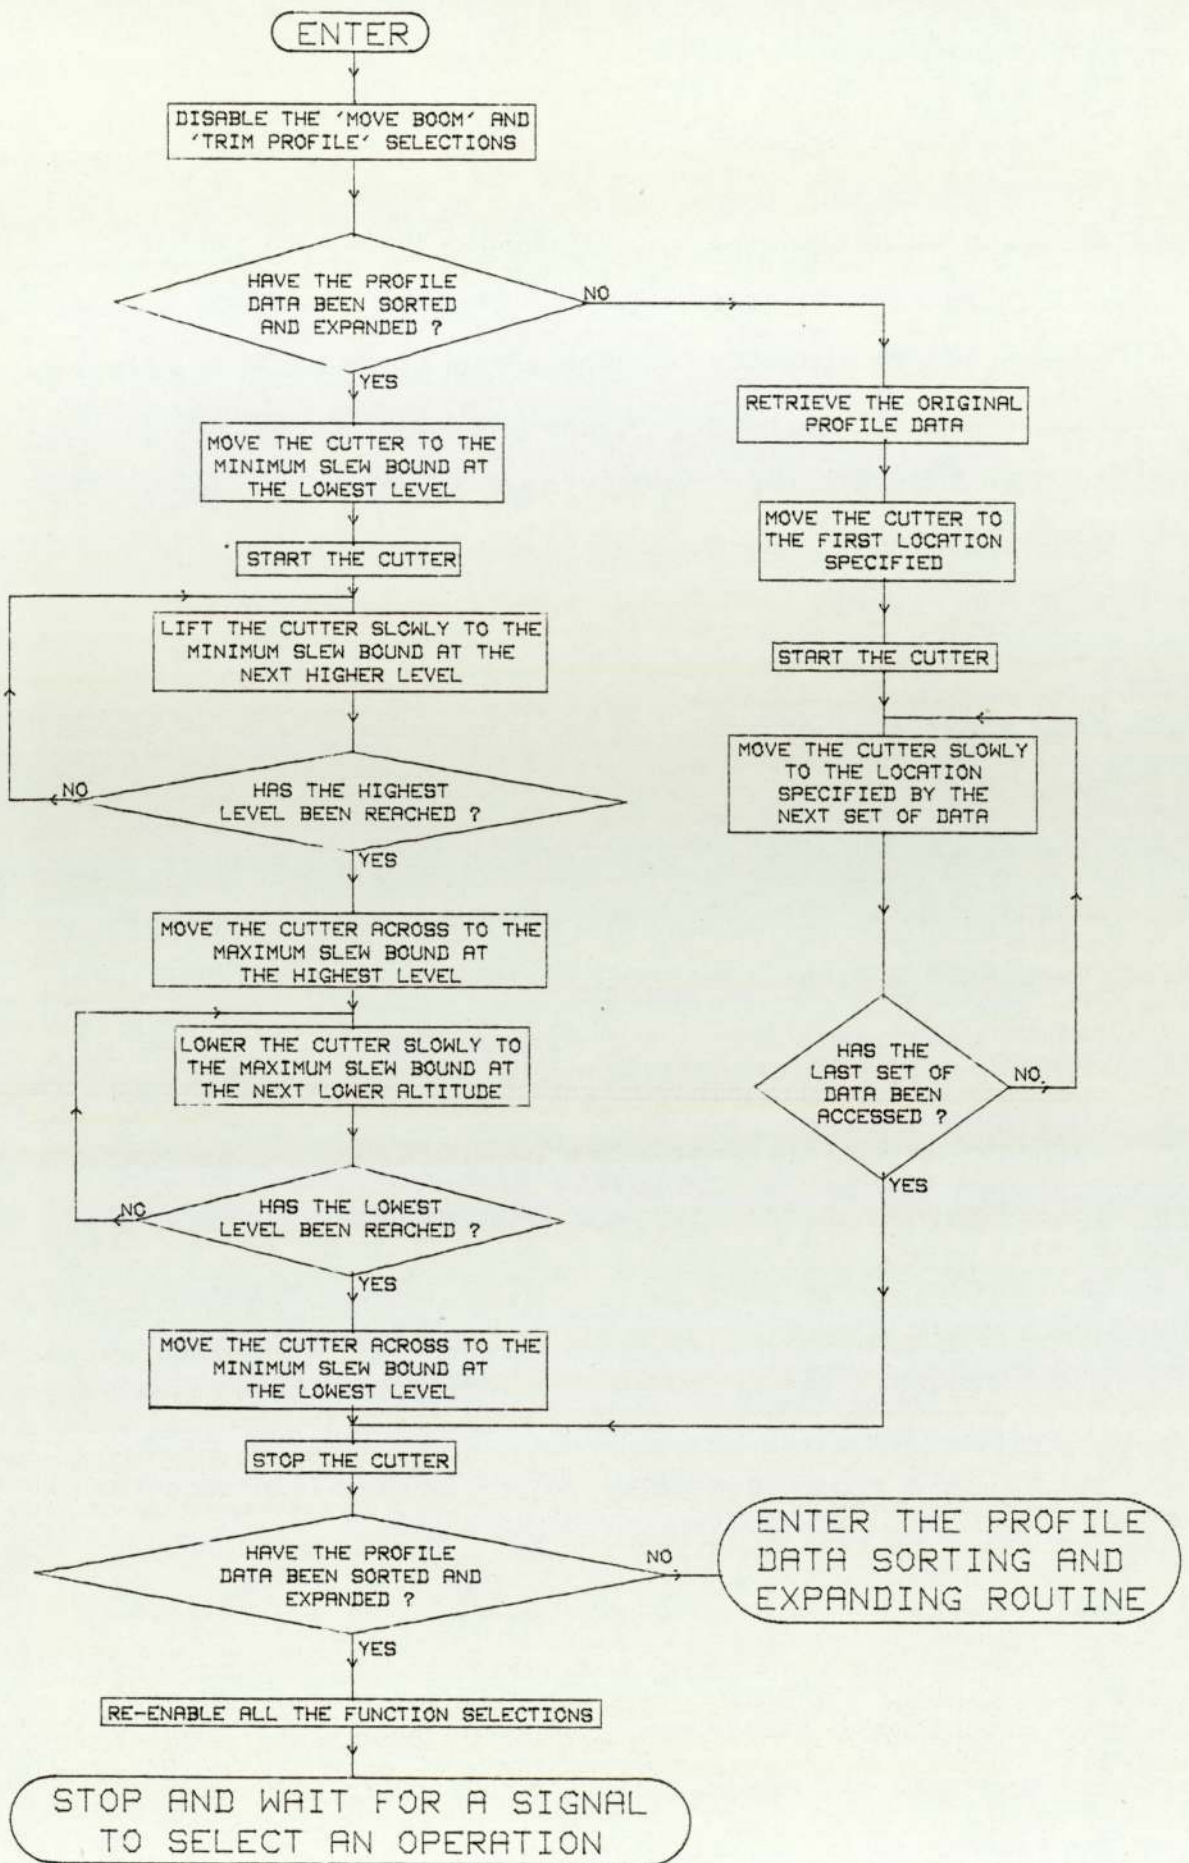 ENTER
DISABLE THE 'MOVE BOOM' AND
'TRIM PROFILE' SELECTIONS
HAVE THE PROFILE
DATA BEEN SORTED
AND EXPANDED ?
NO
YES
RETRIEVE THE ORIGINAL
PROFILE DATA
MOVE THE CUTTER TO THE
MINIMUM SLEW BOUND AT
THE LOWEST LEVEL
MOVE THE CUTTER TO
THE FIRST LOCATION
SPECIFIED
START THE CUTTER
LIFT THE CUTTER SLOWLY TO THE
MINIMUM SLEW BOUND AT THE
NEXT HIGHER LEVEL
START THE CUTTER
MOVE THE CUTTER SLOWLY
TO THE LOCATION
SPECIFIED BY THE
NEXT SET OF DATA
NO
HAS THE HIGHEST
LEVEL BEEN REACHED ?
YES
MOVE THE CUTTER ACROSS TO THE
MAXIMUM SLEW BOUND AT
THE HIGHEST LEVEL
LOWER THE CUTTER SLOWLY TO
THE MAXIMUM SLEW BOUND AT
THE NEXT LOWER ALTITUDE
HAS THE
LAST SET OF
DATA BEEN
ACCESSED ?
NO
YES
NO
HAS THE LOWEST
LEVEL BEEN REACHED ?
YES
MOVE THE CUTTER ACROSS TO THE
MINIMUM SLEW BOUND AT
THE LOWEST LEVEL
STOP THE CUTTER
HAVE THE PROFILE
DATA BEEN SORTED AND
EXPANDED ?
NO
ENTER THE PROFILE
DATA SORTING AND
EXPANDING ROUTINE
YES
RE-ENABLE ALL THE FUNCTION SELECTIONS
STOP AND WAIT FOR A SIGNAL
TO SELECT AN OPERATION